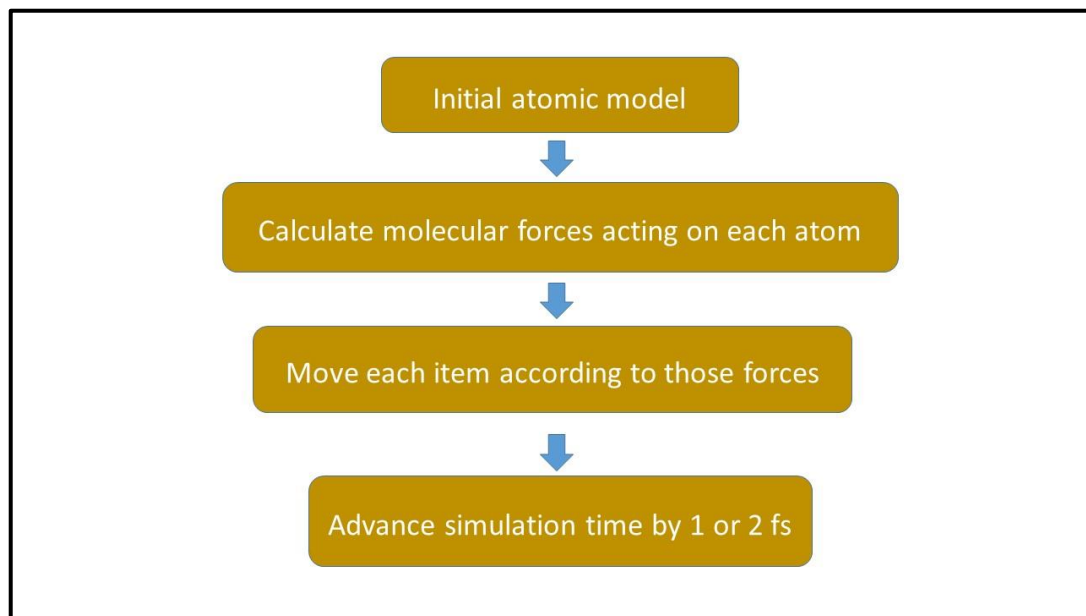 Initial atomic model
Calculate molecular forces acting on each atom
Move each item according to those forces
Advance simulation time by 1 or 2 fs